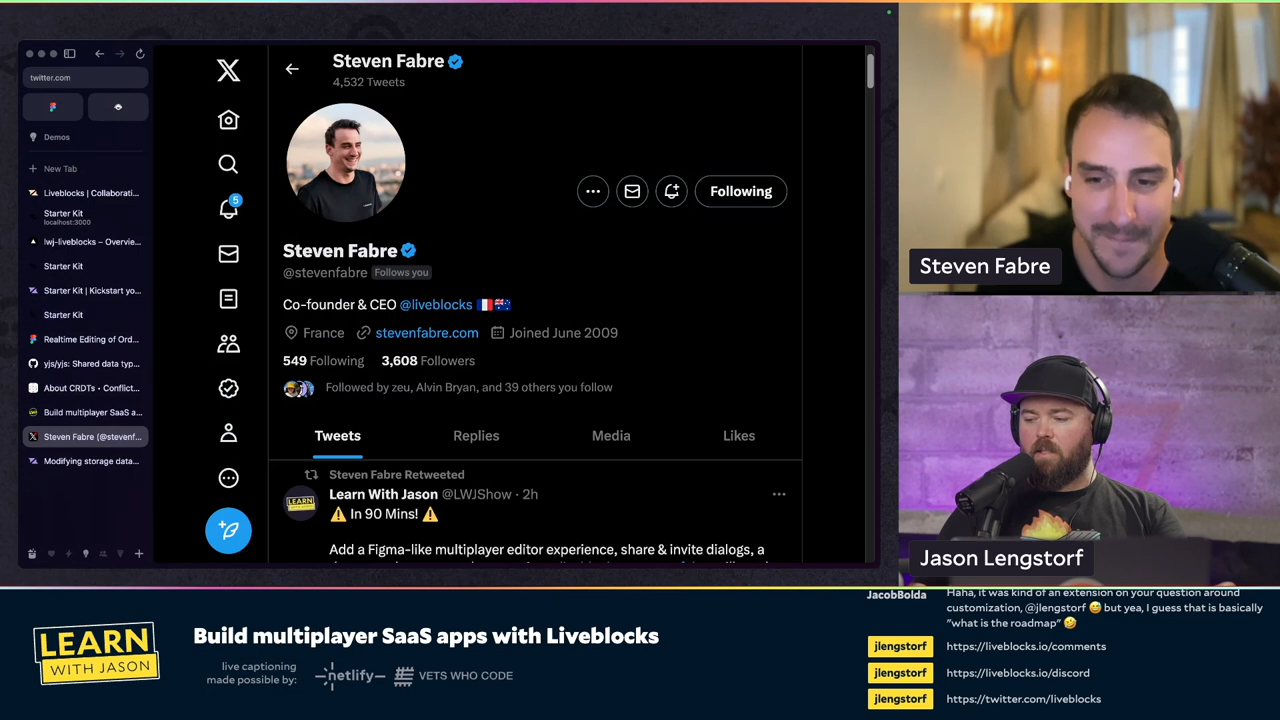 twitter.com
Demos
New Tab
Liveblocks | Collaborati...
Starter Kit
localhost:3000
lwj-liveblocks – Overvie...
Starter Kit
Starter Kit | Kickstart yo...
Starter Kit
Realtime Editing of Ord...
yjs/yjs: Shared data typ...
About CRDTs • Conflict...
Build multiplayer SaaS a...
Steven Fabre (@stevenf...
Modifying storage data...
5
Steven Fabre
4,532 Tweets
Following
Steven Fabre
@stevenfabre Follows you
Co-founder & CEO @liveblocks 🇫🇷🇦🇺
France stevenfabre.com Joined June 2009
549 Following 3,608 Followers
Followed by zeu, Alvin Bryan, and 39 others you follow
Tweets Replies Media Likes
Steven Fabre Retweeted
LEARN
Learn With Jason @LWJShow · 2h
⚠️ In 90 Mins! ⚠️
Add a Figma-like multiplayer editor experience, share & invite dialogs, a
Steven Fabre
Jason Lengstorf
LEARN
WITH JASON
Build multiplayer SaaS apps with Liveblocks
live captioning
made possible by:
netlify
VETS WHO CODE
JacobBolda Haha, it was kind of an extension on your question around
customization, @jlengstorf 😅 but yea, I guess that is basically
"what is the roadmap" 🤣
jlengstorf https://liveblocks.io/comments
jlengstorf https://liveblocks.io/discord
jlengstorf https://twitter.com/liveblocks